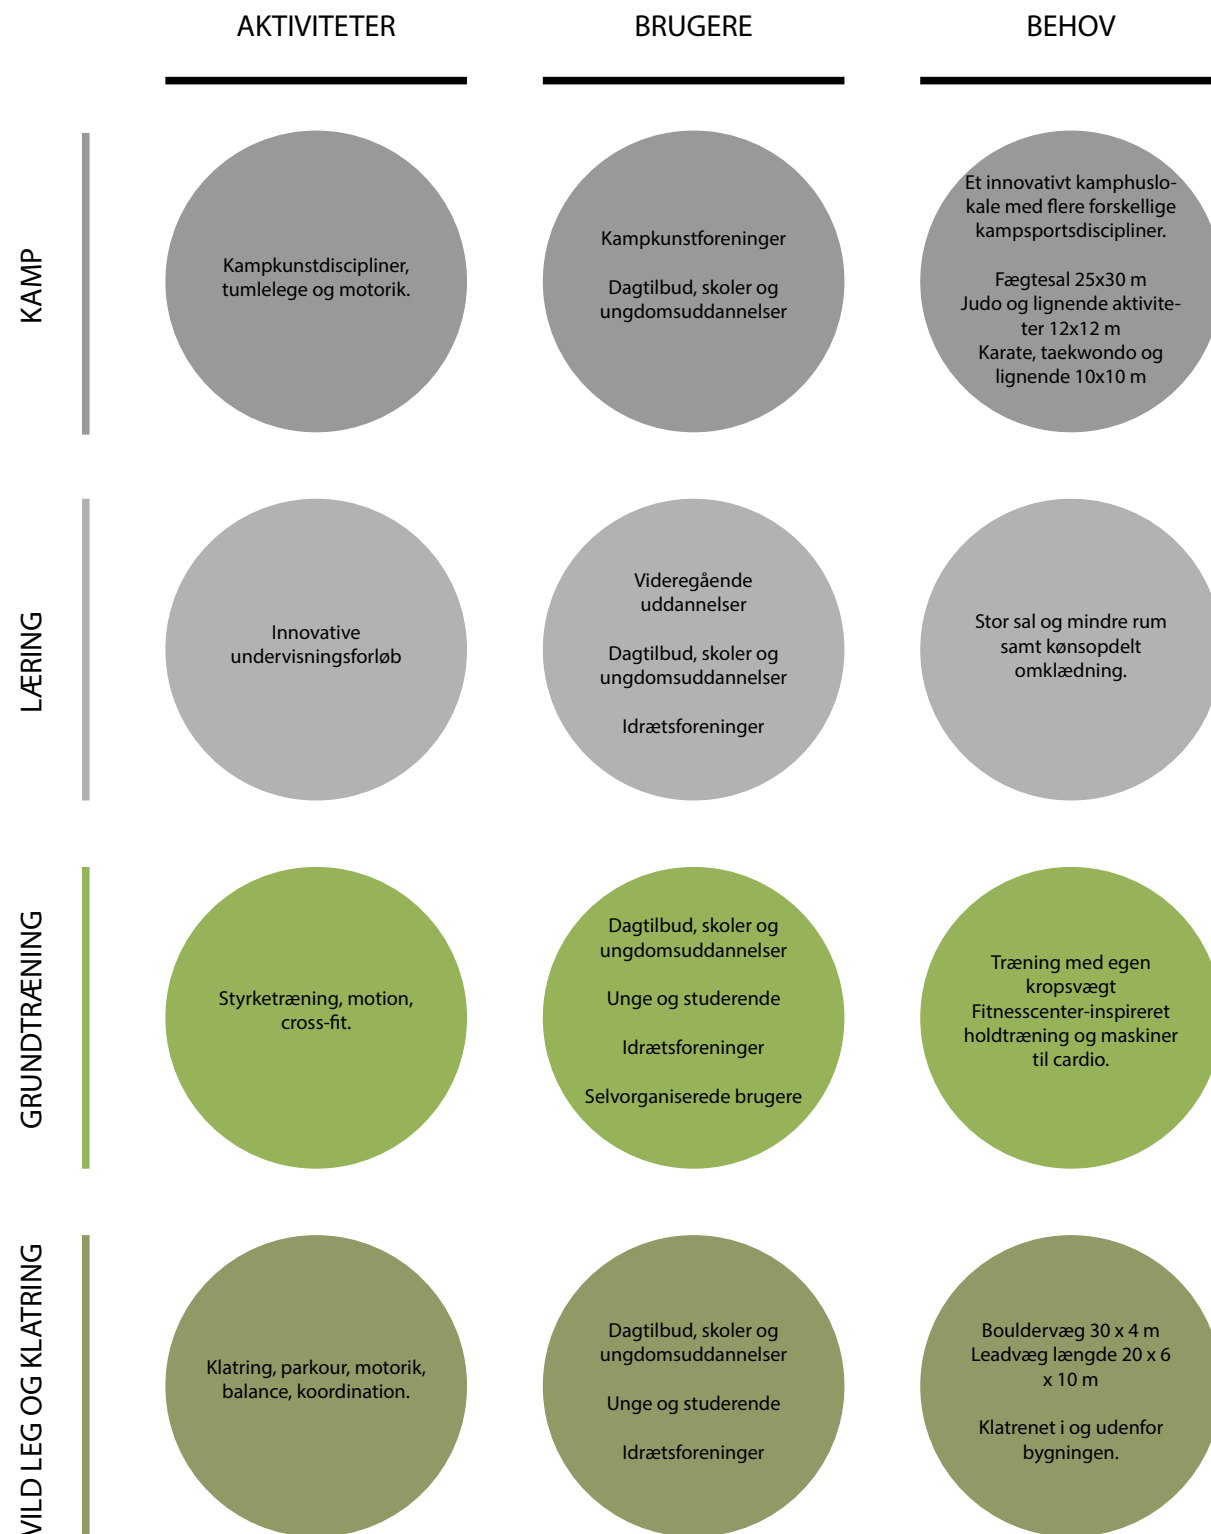 AKTIVITETER
BRUGERE
BEHOV
KAMP
Kampkunstdiscipliner,
tumlelege og motorik.
Kampkunstforeninger
Dagtilbud, skoler og
ungdomsuddannelser
Et innovativt kamphuslo-
kale med flere forskellige
kampsportsdiscipliner.
Fægtesal 25x30 m
Judo og lignende aktivite-
ter 12x12 m
Karate, taekwondo og
lignende 10x10 m
LÆRING
Innovative
undervisningsforløb
Videregående
uddannelser
Dagtilbud, skoler og
ungdomsuddannelser
Idrætsforeninger
Stor sal og mindre rum
samt kønsopdelt
omklædning.
GRUNDTRÆNING
Styrketræning, motion,
cross-fit.
Dagtilbud, skoler og
ungdomsuddannelser
Unge og studerende
Idrætsforeninger
Selvorganiserede brugere
Træning med egen
kropsvægt
Fitnesscenter-inspireret
holdtræning og maskiner
til cardio.
VILD LEG OG KLATRING
Klatring, parkour, motorik,
balance, koordination.
Dagtilbud, skoler og
ungdomsuddannelser
Unge og studerende
Idrætsforeninger
Bouldervæg 30 x 4 m
Leadvæg længde 20 x 6
x 10 m
Klatrenet i og udenfor
bygningen.